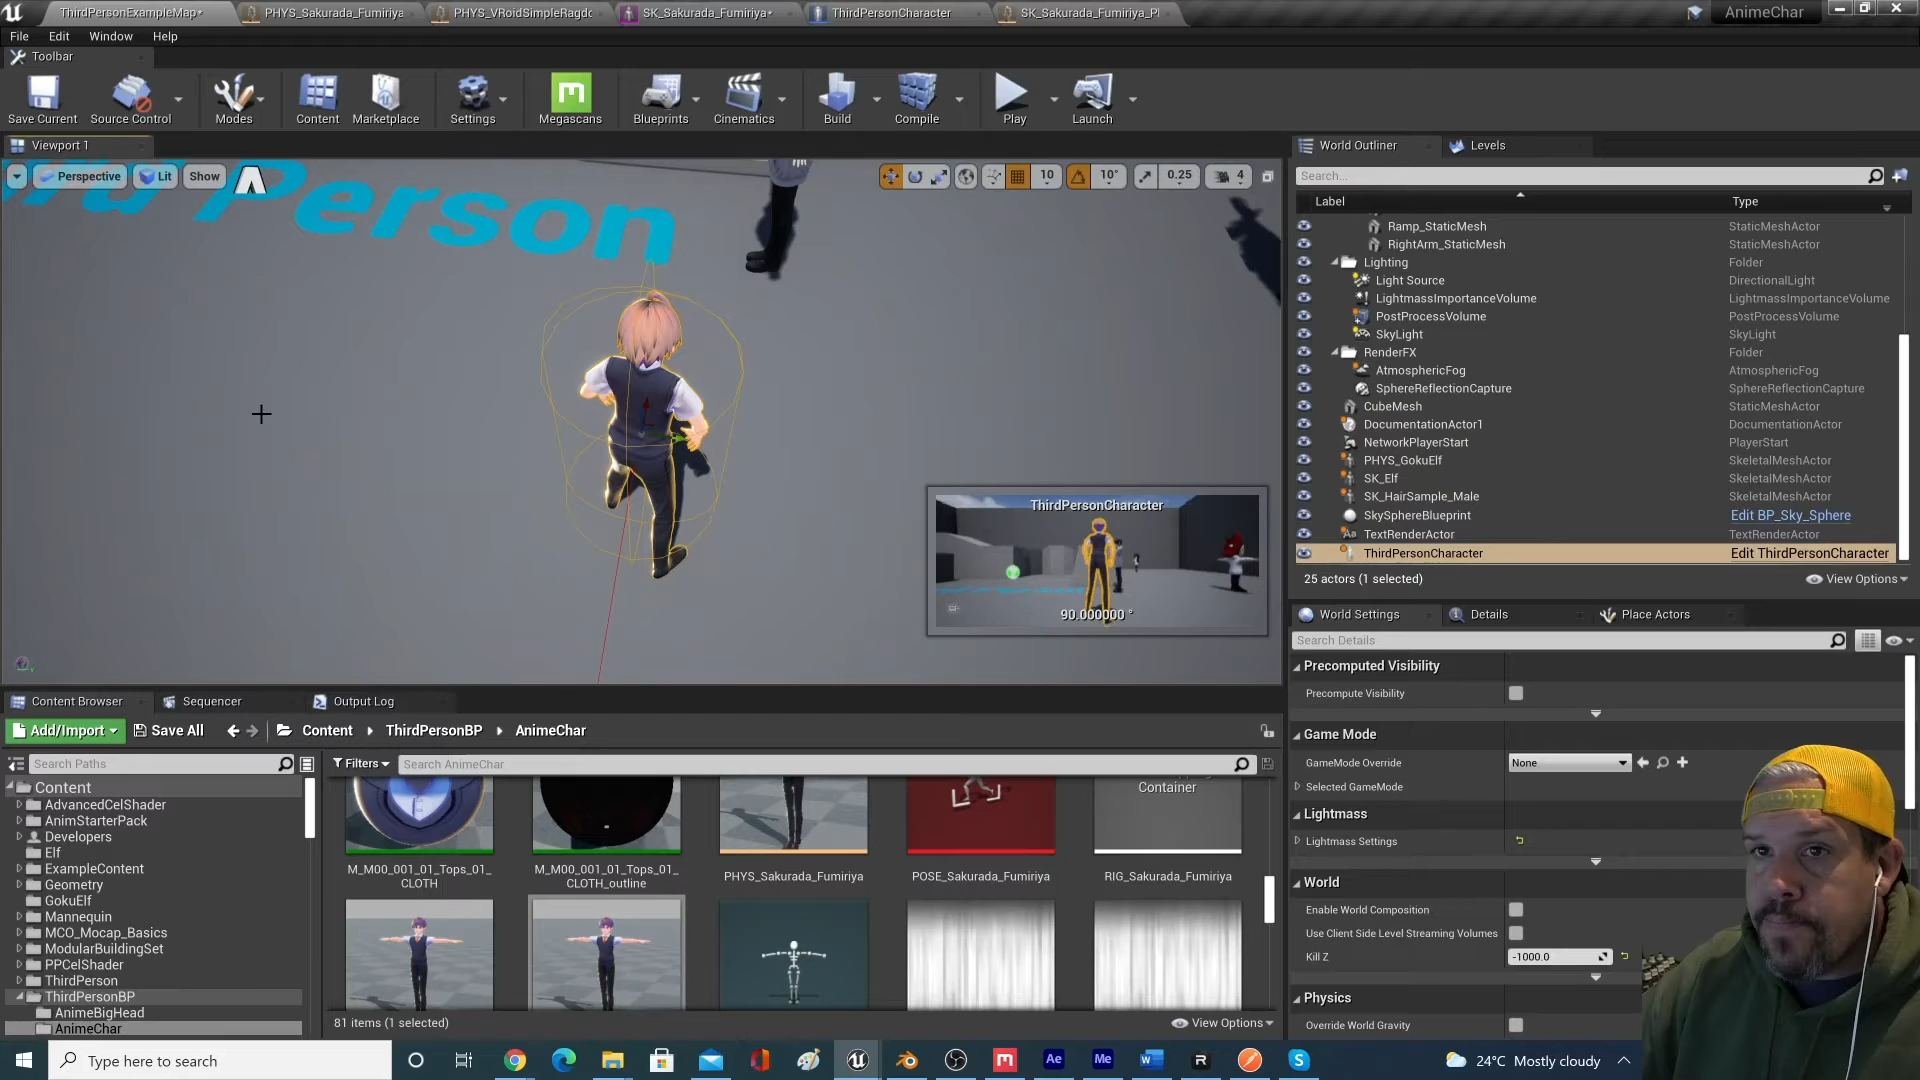 ThirdPersonExampleMap*
PHYS_Sakurada_Fumiriya
PHYS_VRoidSimpleRagdo
SK_Sakurada_Fumiriya*
ThirdPersonCharacter
SK_Sakurada_Fumiriya_Pl
AnimeChar
File
Edit
Window
Help
Toolbar
Save Current
Source Control
Modes
Content
Marketplace
Settings
Megascans
Blueprints
Cinematics
Build
Compile
Play
Launch
Viewport 1
Perspective
Lit
Show
10
10°
0.25
4
Person
ThirdPersonCharacter
90.000000 °
World Outliner
Levels
Search...
Label
Type
Ramp_StaticMesh
StaticMeshActor
RightArm_StaticMesh
StaticMeshActor
Lighting
Folder
Light Source
DirectionalLight
LightmassImportanceVolume
LightmassImportanceVolume
PostProcessVolume
PostProcessVolume
SkyLight
SkyLight
RenderFX
Folder
AtmosphericFog
AtmosphericFog
SphereReflectionCapture
SphereReflectionCapture
CubeMesh
StaticMeshActor
DocumentationActor1
DocumentationActor
NetworkPlayerStart
PlayerStart
PHYS_GokuElf
SkeletalMeshActor
SK_Elf
SkeletalMeshActor
SK_HairSample_Male
SkeletalMeshActor
SkySphereBlueprint
Edit BP_Sky_Sphere
TextRenderActor
TextRenderActor
ThirdPersonCharacter
Edit ThirdPersonCharacter
25 actors (1 selected)
View Options
World Settings
Details
Place Actors
Search Details
Precomputed Visibility
Precompute Visibility
Game Mode
GameMode Override
None
Selected GameMode
Lightmass
Lightmass Settings
World
Enable World Composition
Use Client Side Level Streaming Volumes
Kill Z
-1000.0
Physics
Override World Gravity
Content Browser
Sequencer
Output Log
Add/Import
Save All
Content
ThirdPersonBP
AnimeChar
Search Paths
Filters
Search AnimeChar
Content
AdvancedCelShader
AnimStarterPack
Developers
Elf
ExampleContent
Geometry
GokuElf
Mannequin
MCO_Mocap_Basics
ModularBuildingSet
PPCelShader
ThirdPerson
ThirdPersonBP
AnimeBigHead
AnimeChar
Container
M_M00_001_01_Tops_01_
CLOTH
M_M00_001_01_Tops_01_
CLOTH_outline
PHYS_Sakurada_Fumiriya
POSE_Sakurada_Fumiriya
RIG_Sakurada_Fumiriya
81 items (1 selected)
View Options
Type here to search
Ae
Me
24°C Mostly cloudy